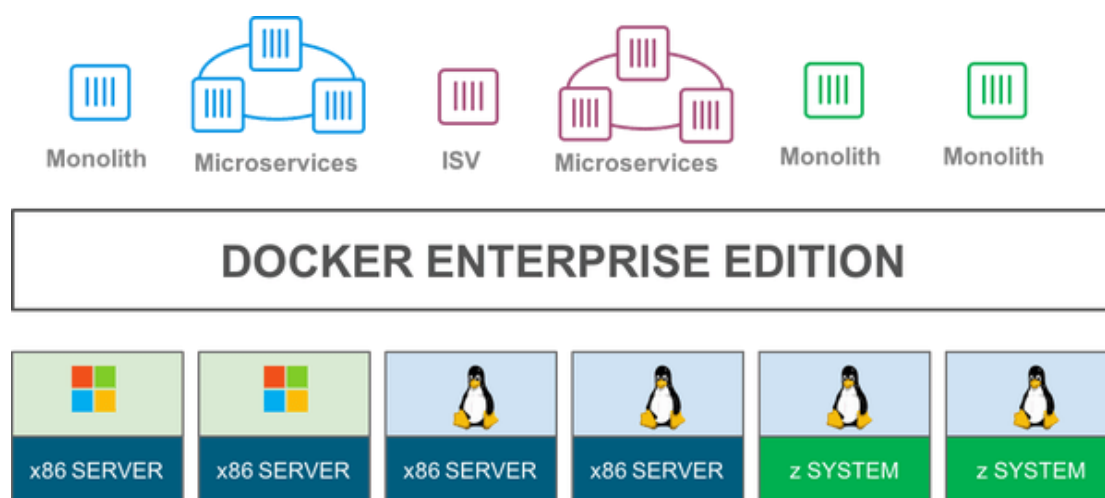 Monolith
Microservices
ISV
Microservices
Monolith
Monolith
DOCKER ENTERPRISE EDITION
x86 SERVER
x86 SERVER
x86 SERVER
x86 SERVER
z SYSTEM
z SYSTEM